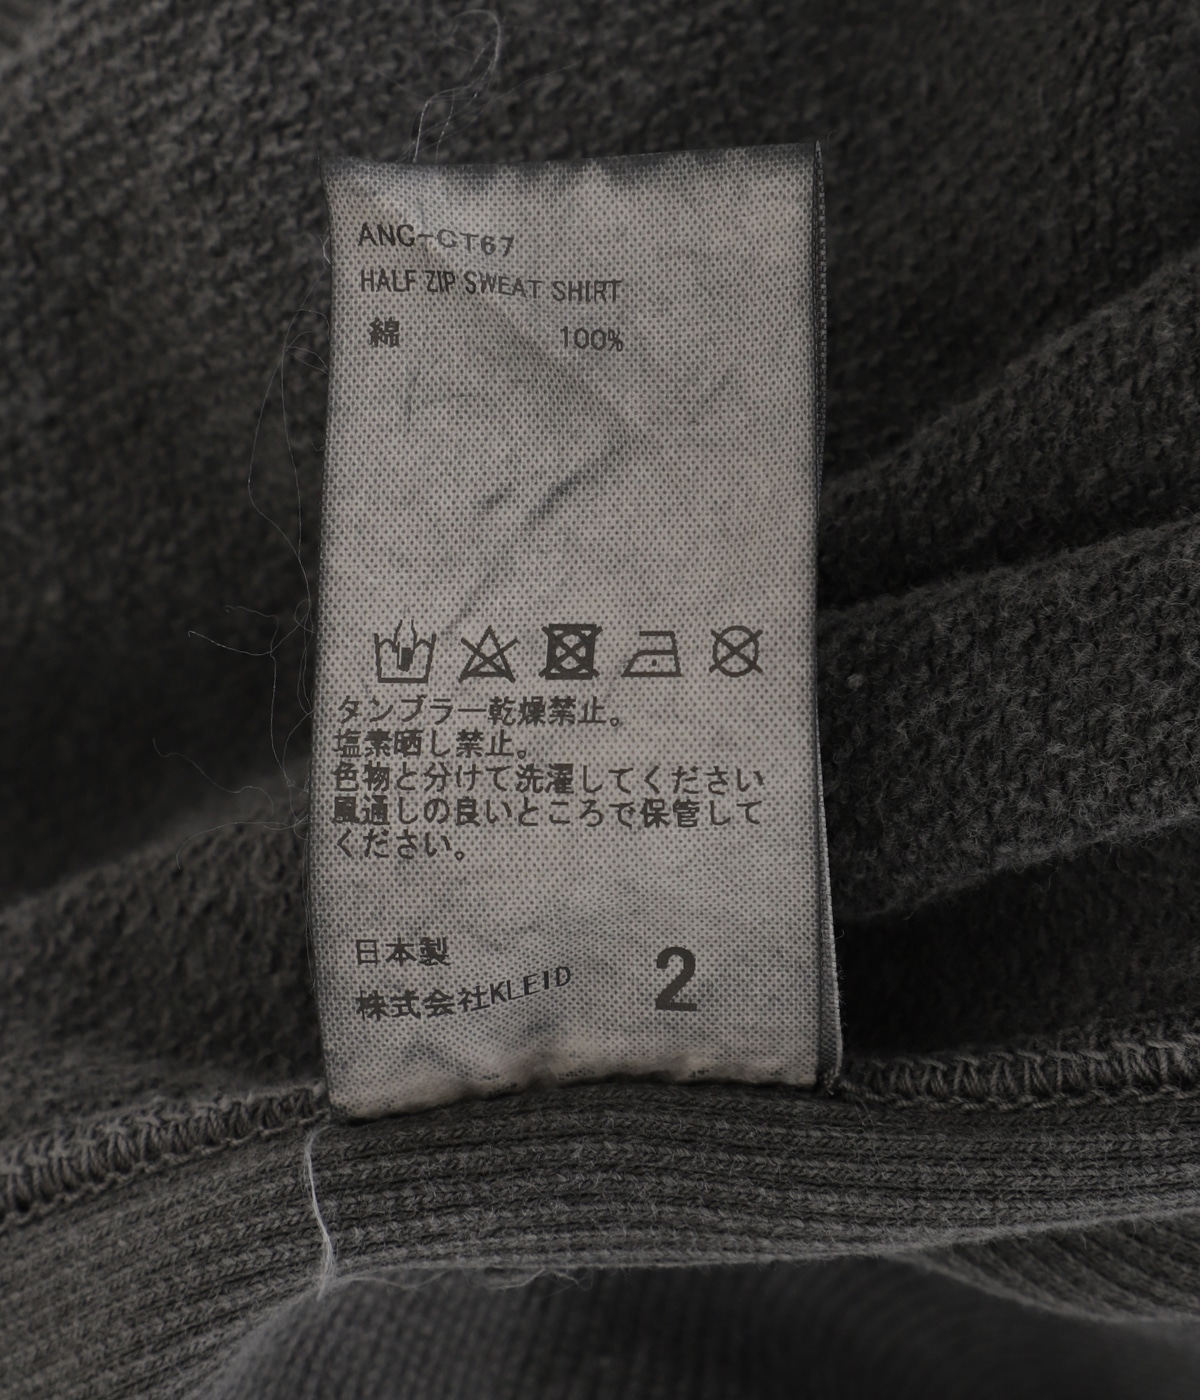 ANG-CT67
HALF ZIP SWEAT SHIRT
綿 100%
タンブラー乾燥禁止。
塩素晒し禁止。
色物と分けて洗濯してください
風通しの良いところで保管して
ください。
日本製
株式会社KLEID 2